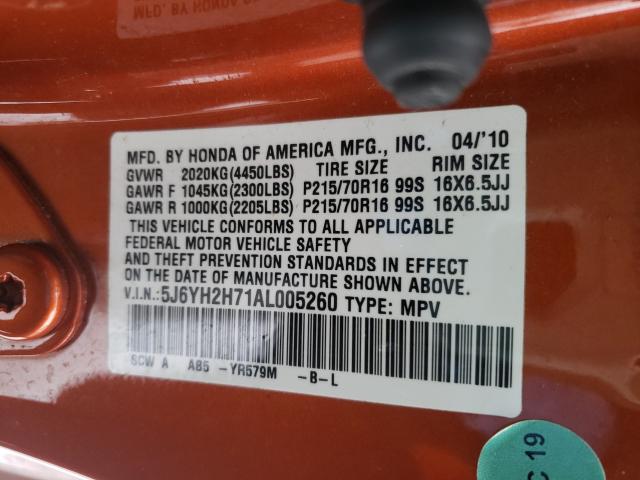 MFD. BY HONDA OF AMERICA MFG., INC. 04/'10
GVWR 2020KG(4450LBS) TIRE SIZE RIM SIZE
GAWR F 1045KG(2300LBS) P215/70R16 99S 16X6.5JJ
GAWR R 1000KG(2205LBS) P215/70R16 99S 16X6.5JJ
THIS VEHICLE CONFORMS TO ALL APPLICABLE
FEDERAL MOTOR VEHICLE SAFETY
AND THEFT PREVENTION STANDARDS IN EFFECT
ON THE DATE OF MANUFACTURE SHOWN ABOVE.
V.I.N.: 5J6YH2H71AL005260 TYPE: MPV
SCW A A85 -YR579M -B-L
C 19